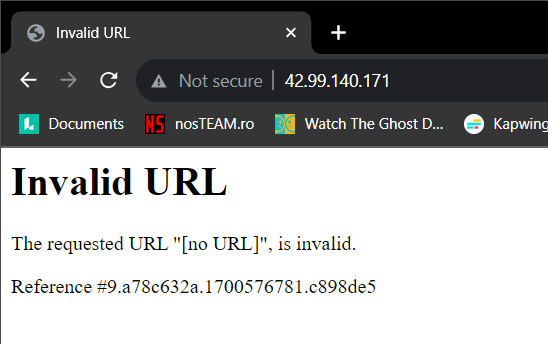 Invalid URL
Not secure 42.99.140.171
Documents NS nosTEAM.ro Watch The Ghost D... Kapwing
Invalid URL
The requested URL "[no URL]", is invalid.
Reference #9.a78c632a.1700576781.c898de5